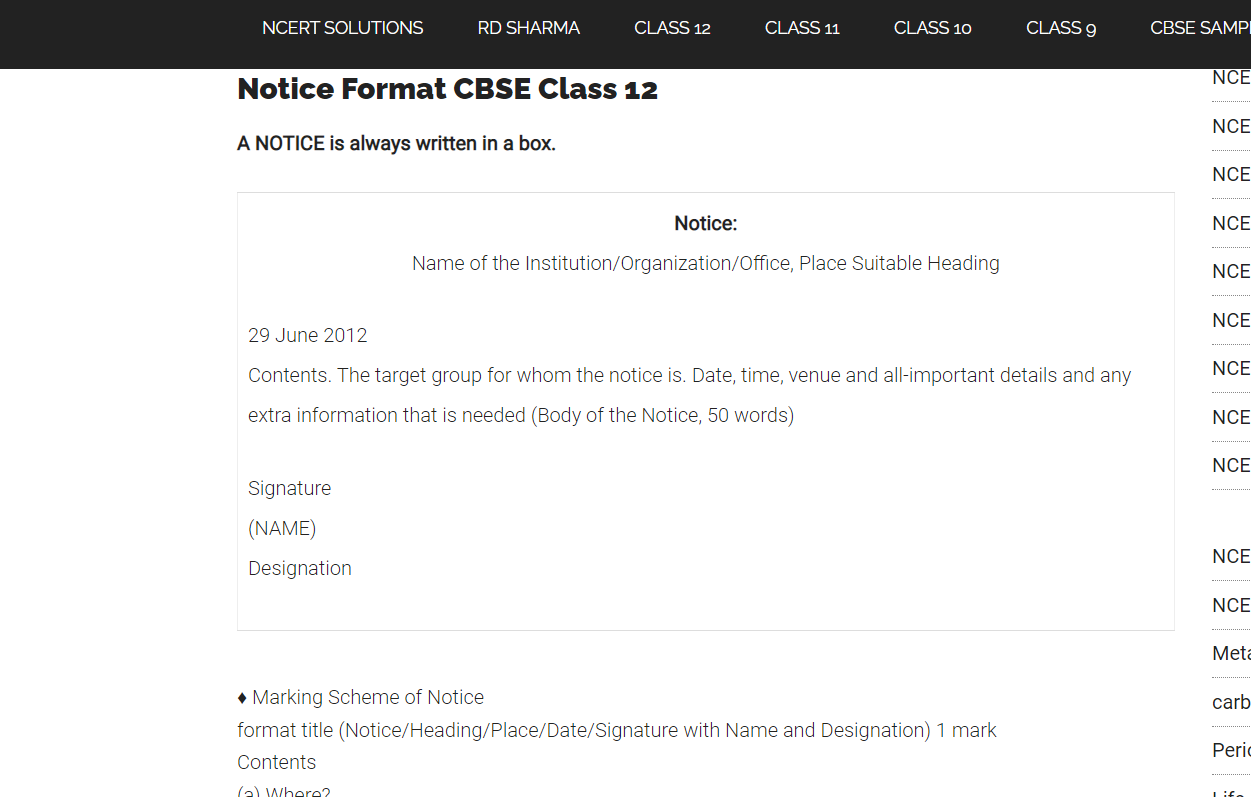 NCERT SOLUTIONS RD SHARMA CLASS 12 CLASS 11 CLASS 10 CLASS 9 CBSE
Notice Format CBSE Class 12
A NOTICE is always written in a box.
Notice:
Name of the Institution/Organization/Office, Place Suitable Heading
29 June 2012
Contents. The target group for whom the notice is. Date, time, venue and all-important details and any
extra information that is needed (Body of the Notice, 50 words)
Signature
(NAME)
Designation
♦ Marking Scheme of Notice
format title (Notice/Heading/Place/Date/Signature with Name and Designation) 1 mark
Contents
(a) Where?
NCE
NCE
NCE
NCE
NCE
NCE
NCE
NCE
NCE
NCE
NCE
Meta
carb
Peri